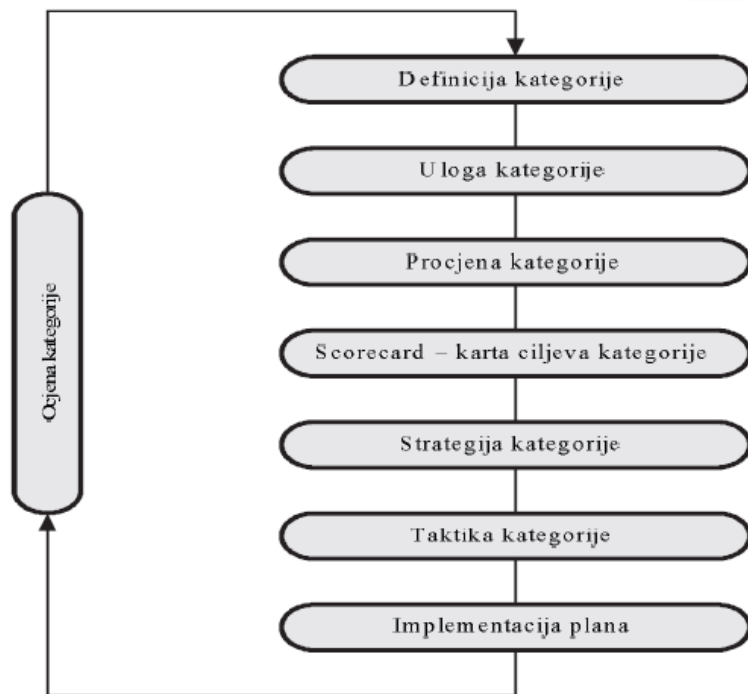 Definicija kategorije
Uloga kategorije
Procjena kategorije
Scorecard – karta ciljeva kategorije
Strategija kategorije
Taktika kategorije
Implementacija plana
Ocjena kategorije